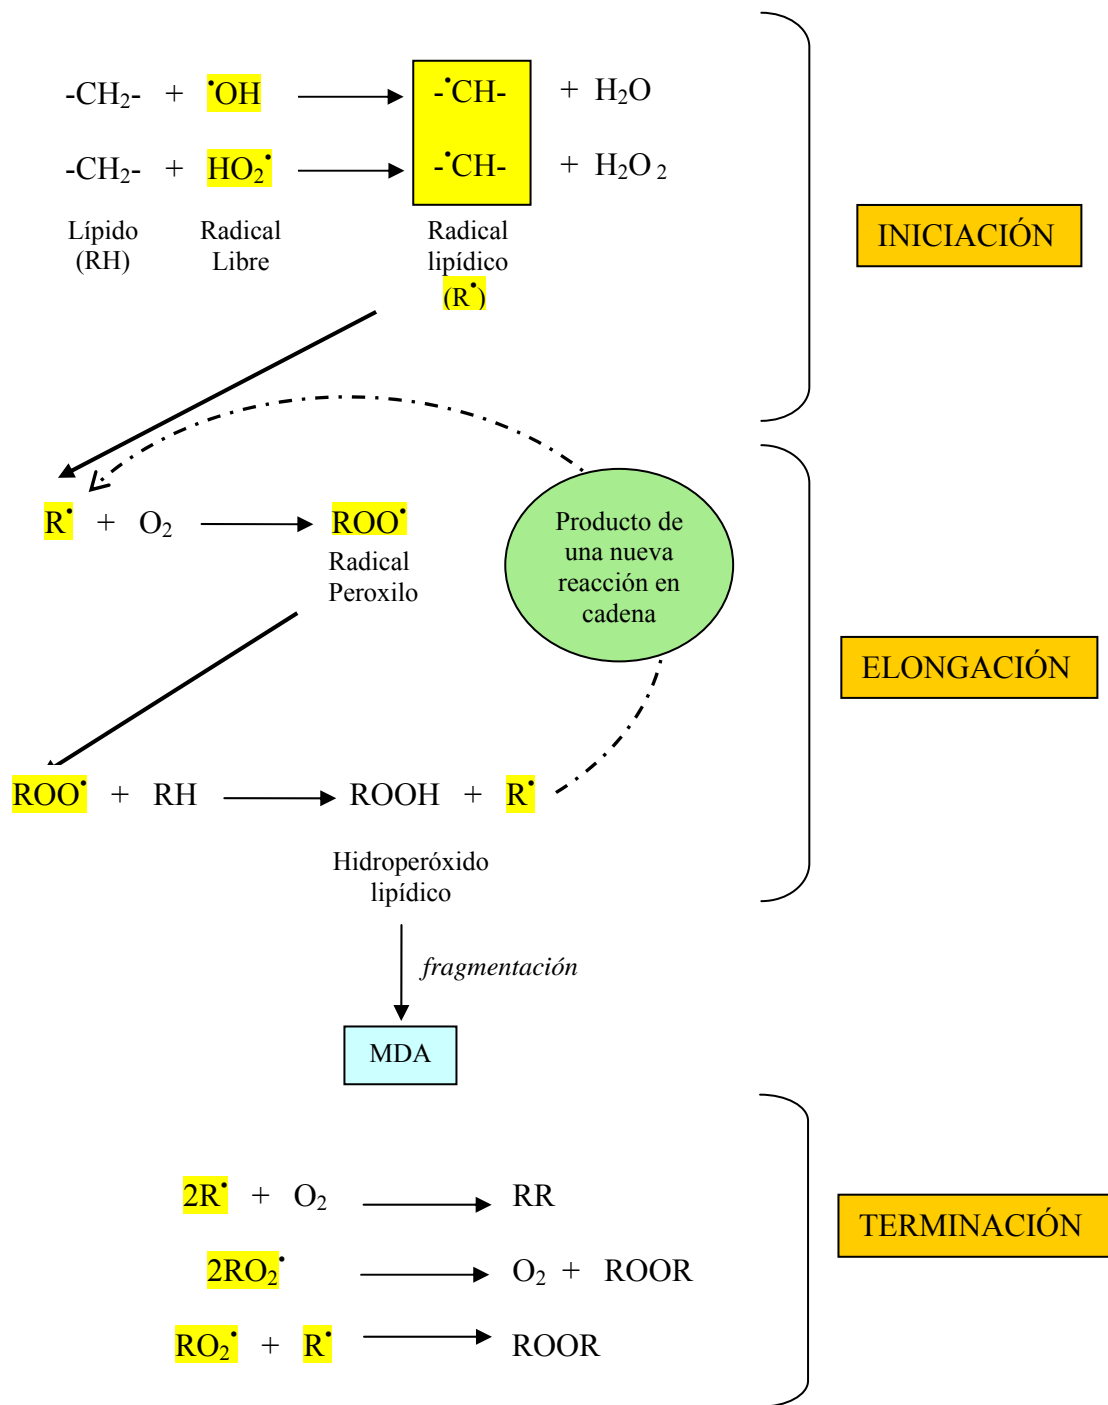 -CH₂- + •OH -•CH- + H₂O
-CH₂- + HO₂• -•CH- + H₂O₂
Lípido (RH)
Radical Libre
Radical lipídico (R•)
INICIACIÓN
R• + O₂ ROO•
Radical Peroxilo
Producto de
una nueva
reacción en
cadena
ELONGACIÓN
ROO• + RH ROOH + R•
Hidroperóxido
lipídico
fragmentación
MDA
2R• + O₂ RR
TERMINACIÓN
2RO₂• O₂ + ROOR
RO₂• + R• ROOR